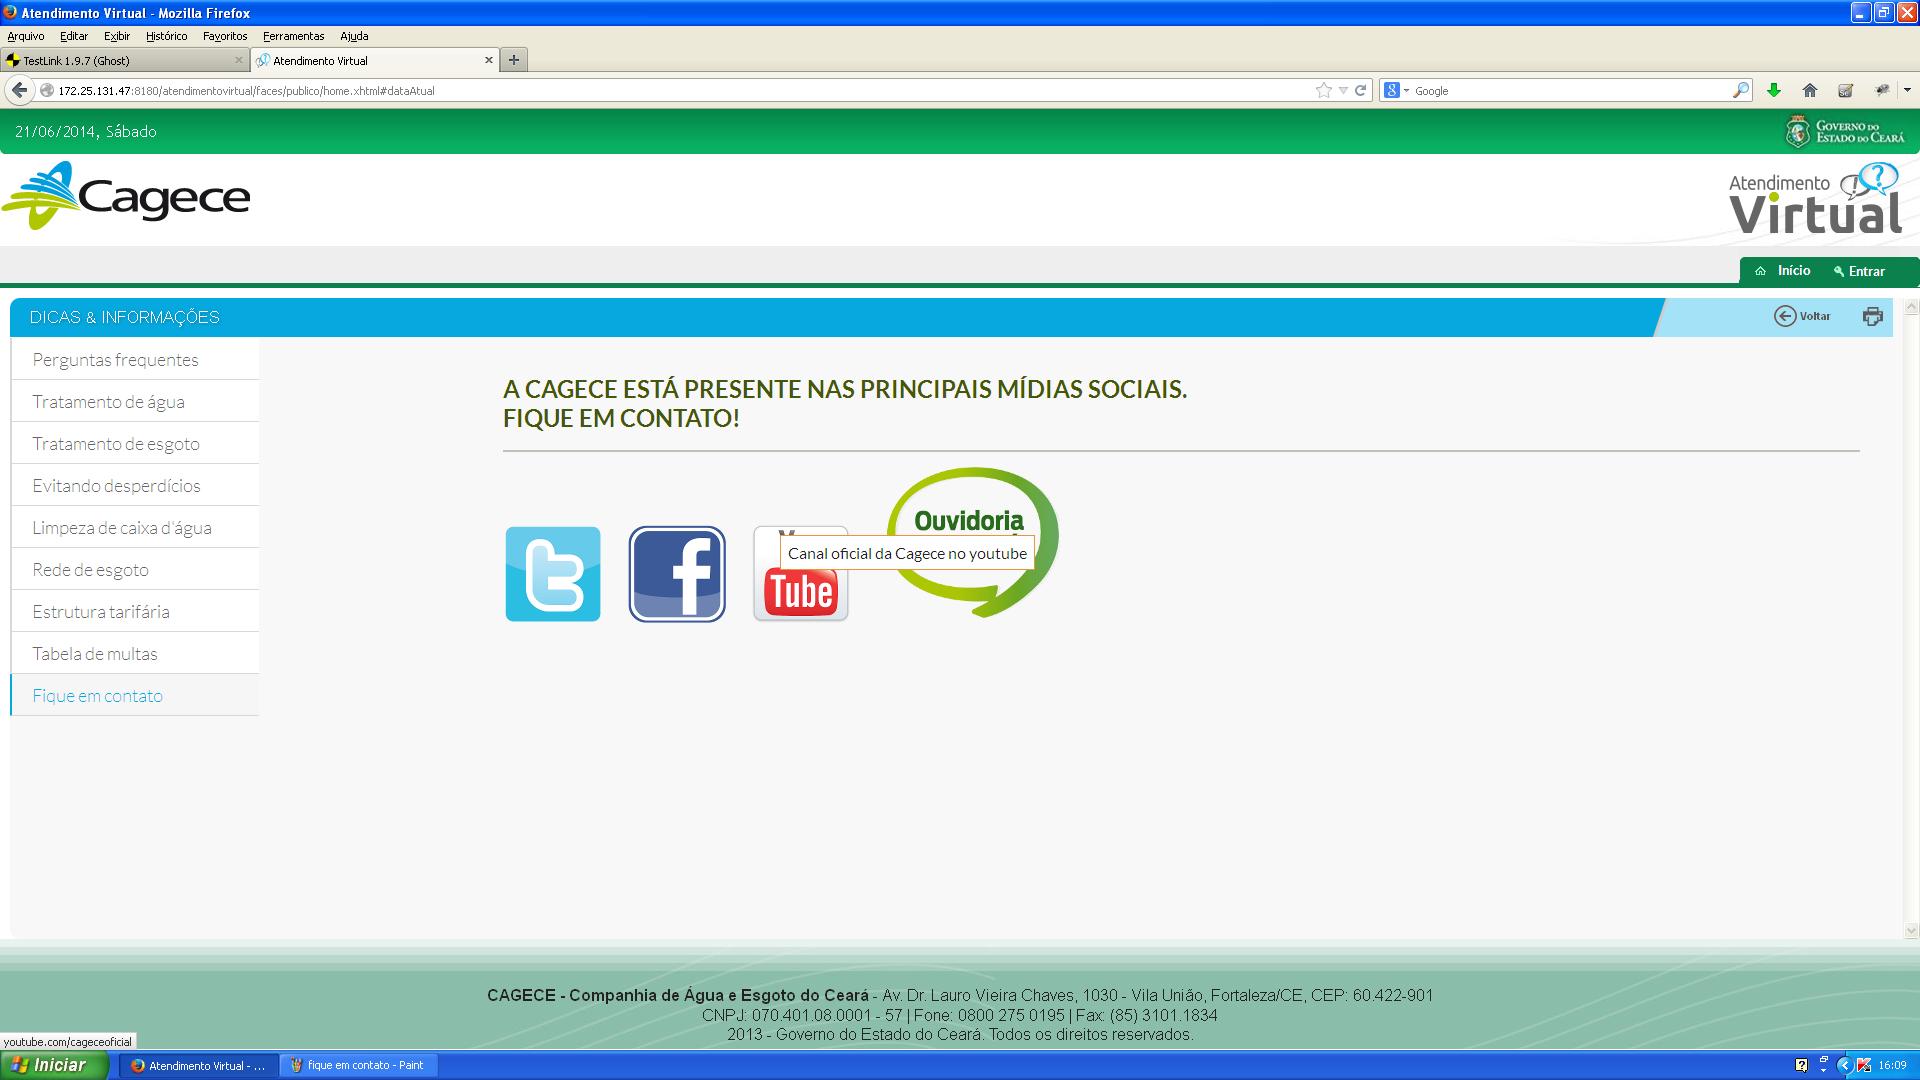 Atendimento Virtual - Mozilla Firefox
Arquivo Editar Exibir Histórico Favoritos Ferramentas Ajuda
TestLink 1.9.7 (Ghost)
Atendimento Virtual
172.25.131.47:8180/atendimentovirtual/faces/publico/home.xhtml#dataAtual
Google
21/06/2014, Sábado
GOVERNO DO
ESTADO DO CEARÁ
Cagece
Atendimento
Virtual
Início
Entrar
DICAS & INFORMAÇÕES
Voltar
Perguntas frequentes
Tratamento de água
Tratamento de esgoto
Evitando desperdícios
Limpeza de caixa d'água
Rede de esgoto
Estrutura tarifária
Tabela de multas
Fique em contato
A CAGECE ESTÁ PRESENTE NAS PRINCIPAIS MÍDIAS SOCIAIS.
FIQUE EM CONTATO!
Ouvidoria
Canal oficial da Cagece no youtube
Tube
CAGECE - Companhia de Água e Esgoto do Ceará - Av. Dr. Lauro Vieira Chaves, 1030 - Vila União, Fortaleza/CE, CEP: 60.422-901
CNPJ: 070.401.08.0001 - 57 | Fone: 0800 275 0195 | Fax: (85) 3101.1834
2013 - Governo do Estado do Ceará. Todos os direitos reservados.
youtube.com/cageceoficial
Iniciar
Atendimento Virtual - ...
fique em contato - Paint
16:09